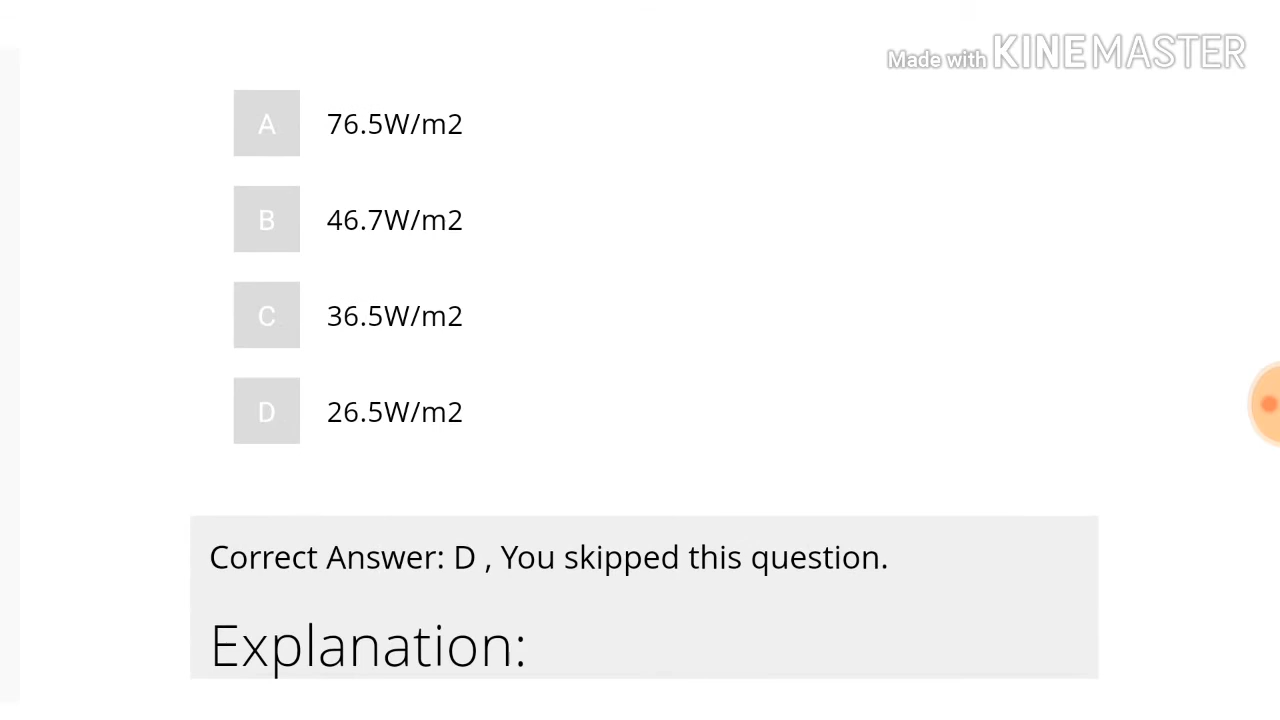 Made with KINEMASTER
A 76.5W/m2
B 46.7W/m2
C 36.5W/m2
D 26.5W/m2
Correct Answer: D , You skipped this question.
Explanation: